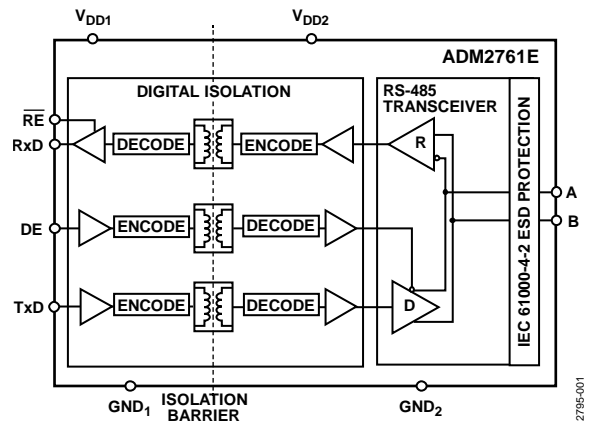 VDD1
VDD2
ADM2761E
DIGITAL ISOLATION
RS-485
TRANSCEIVER
RE
RxD
DECODE
ENCODE
R
DE
ENCODE
DECODE
TxD
ENCODE
DECODE
D
IEC 61000-4-2 ESD PROTECTION
A
B
GND1
ISOLATION
BARRIER
GND2
2795-001